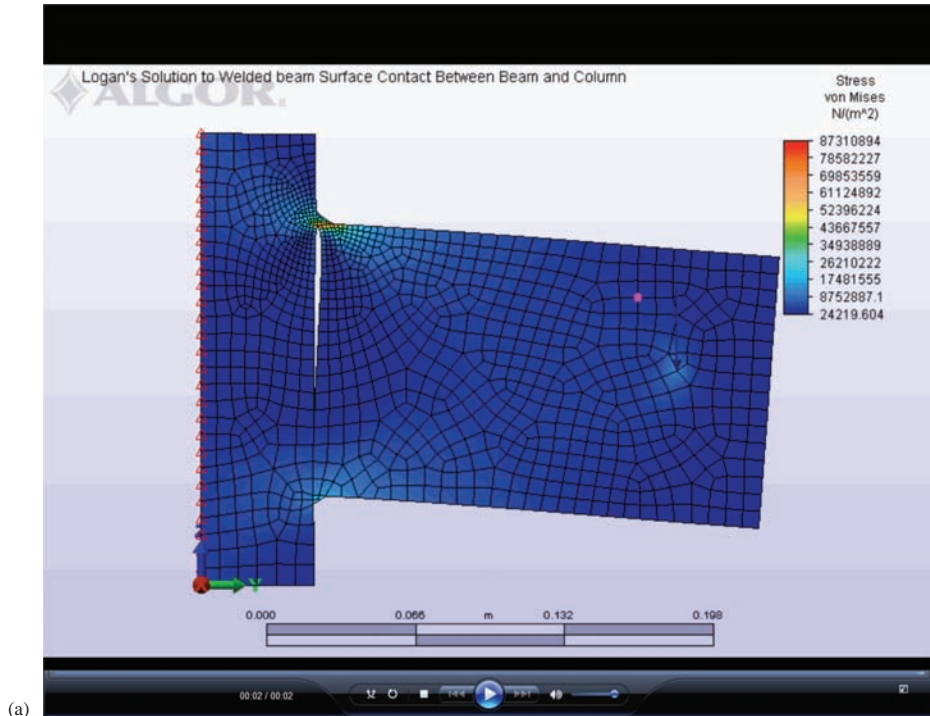 Logan's Solution to Welded beam Surface Contact Between Beam and Column
ALGOR.
Stress
von Mises
N/(m^2)
87310894
78582227
69853559
61124892
52396224
43667557
34938889
26210222
17481555
8752887.1
24219.604
Y
0.000 0.066 m 0.132 0.198
00:02 / 00:02
(a)